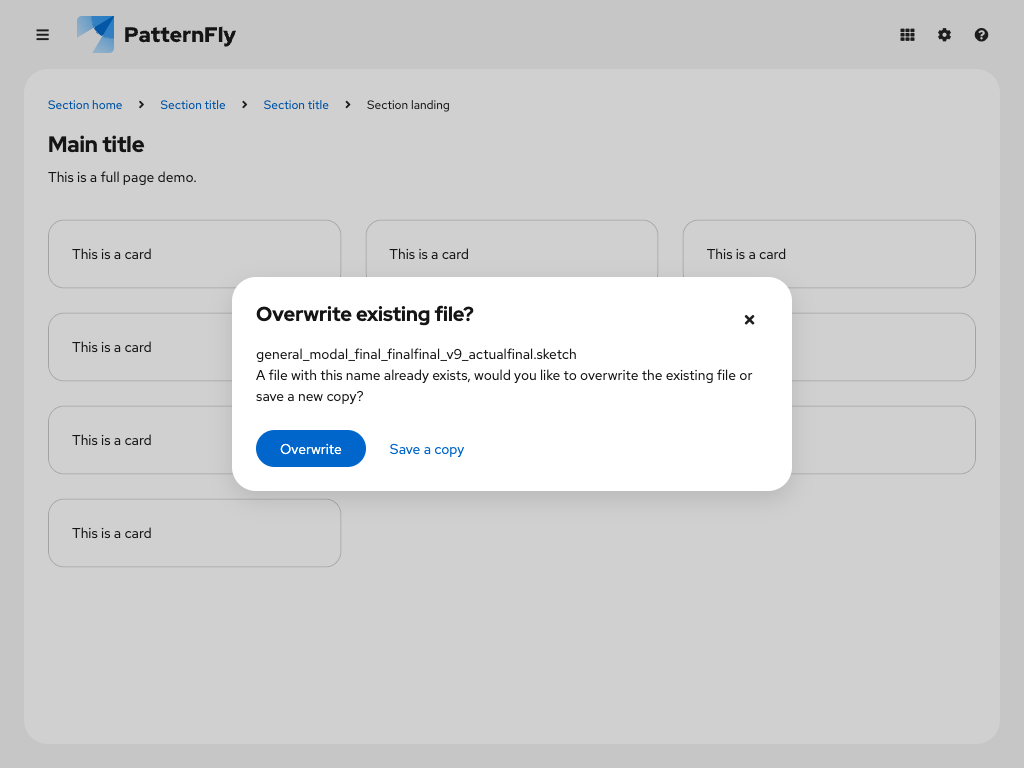 PatternFly
Section home
Section title
Section title
Section landing
Main title
This is a full page demo.
This is a card
This is a card
This is a card
Overwrite existing file?
general_modal_final_finalfinal_v9_actualfinal.sketch
A file with this name already exists, would you like to overwrite the existing file or
save a new copy?
Overwrite
Save a copy
This is a card
This is a card
This is a card